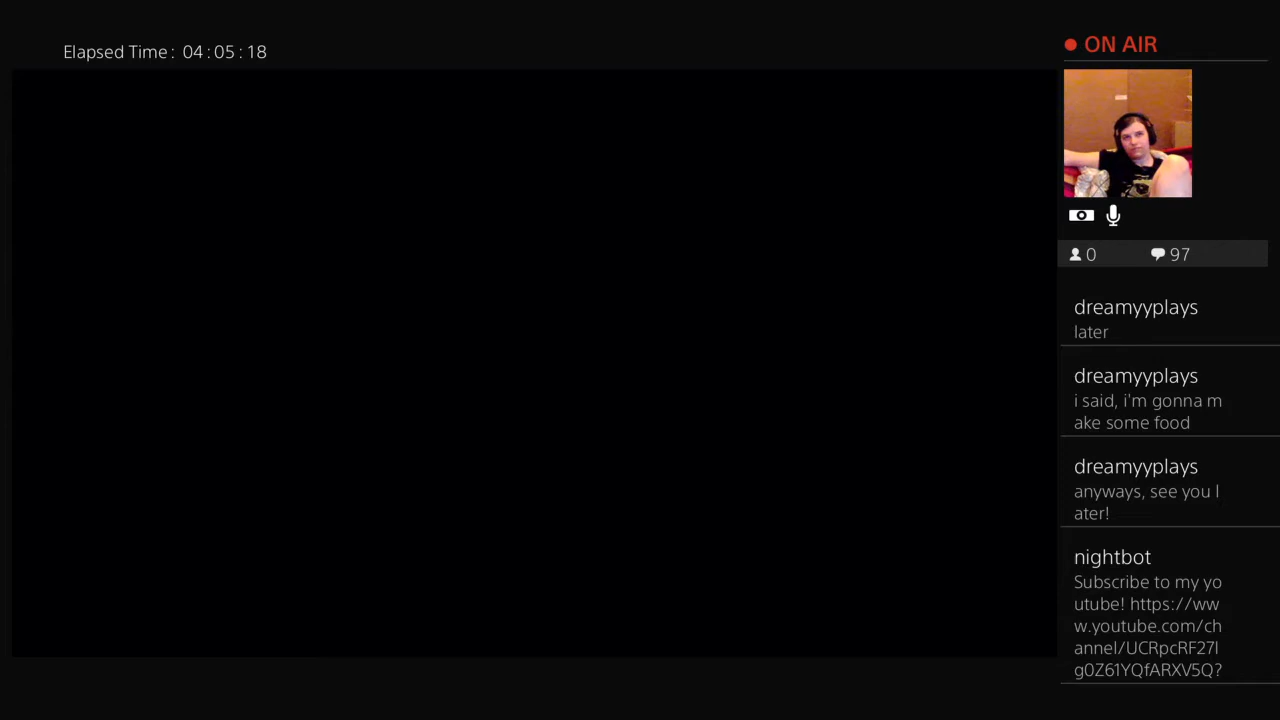 Elapsed Time: 04:05:18
ON AIR
0 97
dreamyyplays
later
dreamyyplays
i said, i'm gonna m
ake some food
dreamyyplays
anyways, see you l
ater!
nightbot
Subscribe to my yo
utube! https://ww
w.youtube.com/ch
annel/UCRpcRF27l
g0Z61YQfARXV5Q?